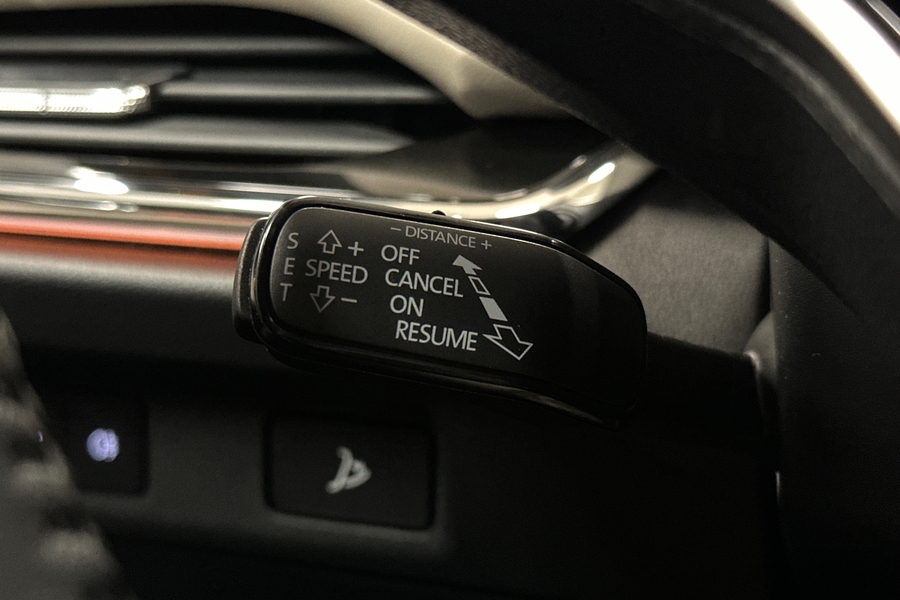 - DISTANCE +
S E T
+
SPEED
-
OFF
CANCEL
ON
RESUME